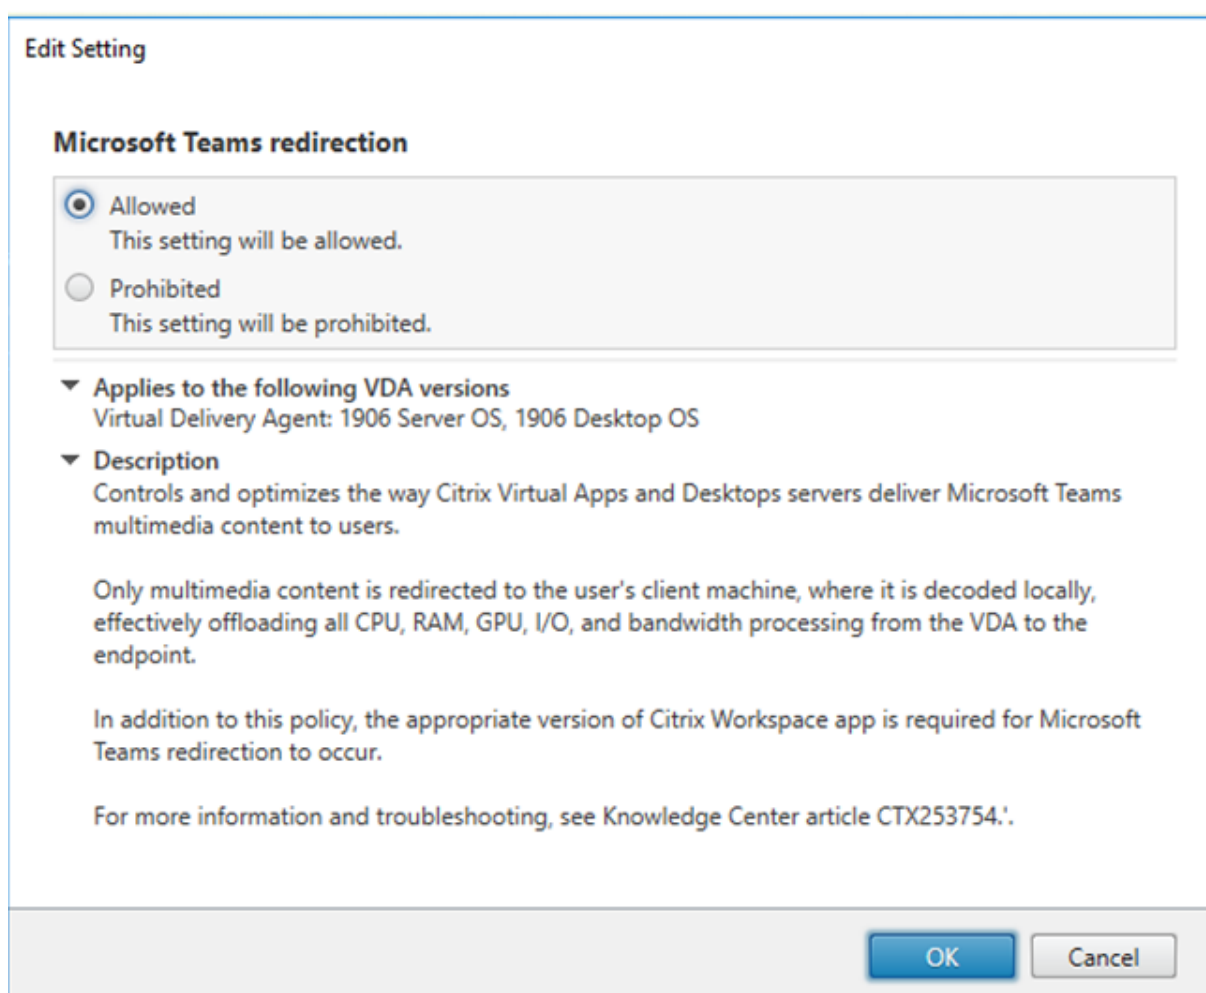 Edit Setting
Microsoft Teams redirection
Allowed
This setting will be allowed.
Prohibited
This setting will be prohibited.
Applies to the following VDA versions
Virtual Delivery Agent: 1906 Server OS, 1906 Desktop OS
Description
Controls and optimizes the way Citrix Virtual Apps and Desktops servers deliver Microsoft Teams
multimedia content to users.
Only multimedia content is redirected to the user's client machine, where it is decoded locally,
effectively offloading all CPU, RAM, GPU, I/O, and bandwidth processing from the VDA to the
endpoint.
In addition to this policy, the appropriate version of Citrix Workspace app is required for Microsoft
Teams redirection to occur.
For more information and troubleshooting, see Knowledge Center article CTX253754.'.
OK
Cancel